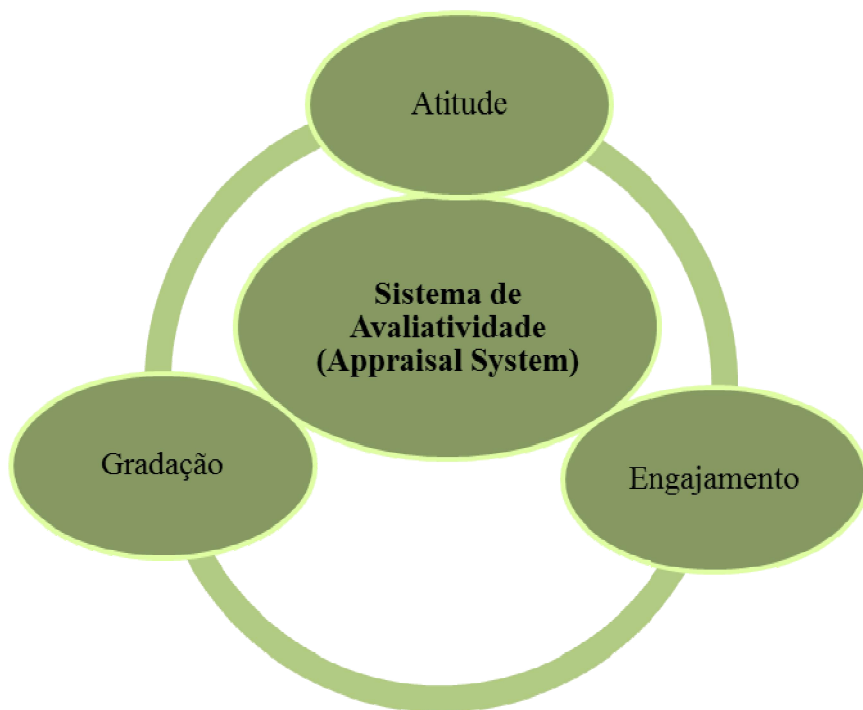 Atitude
Sistema de
Avaliatividade
(Appraisal System)
Gradação
Engajamento